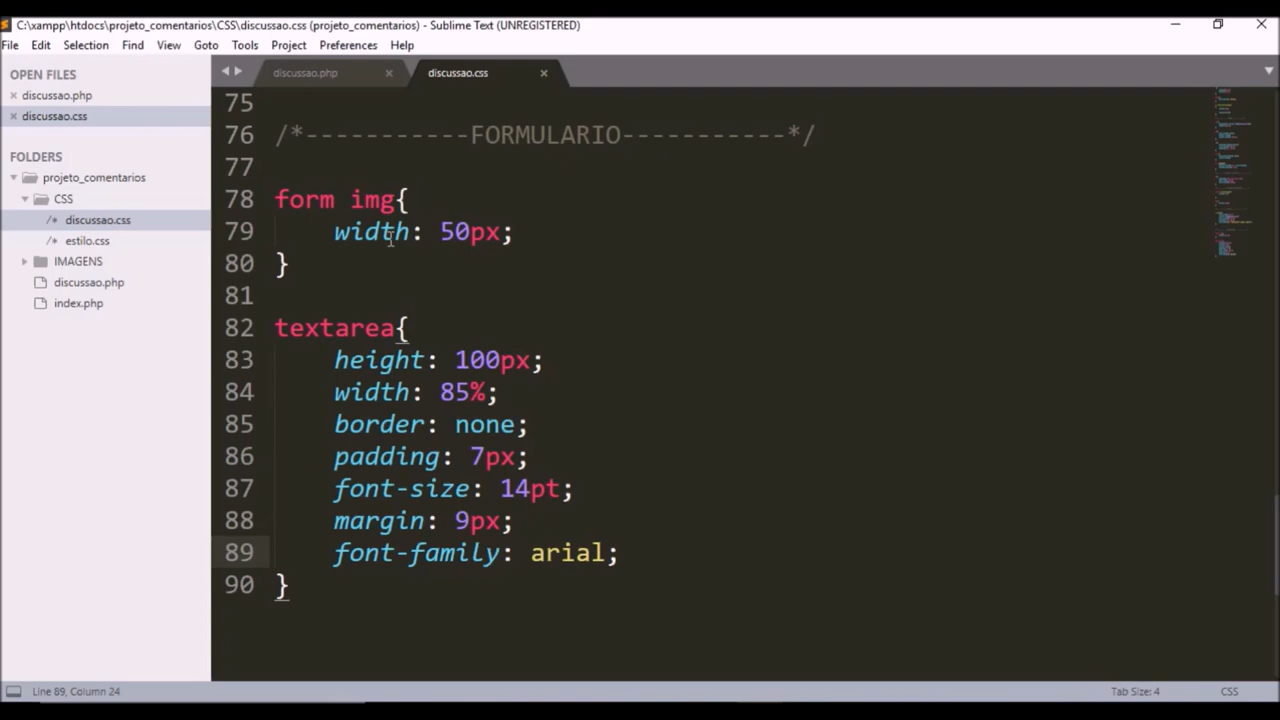 C:\xampp\htdocs\projeto_comentarios\CSS\discussao.css (projeto_comentarios) - Sublime Text (UNREGISTERED)
File Edit Selection Find View Goto Tools Project Preferences Help
OPEN FILES
discussao.php
discussao.css
FOLDERS
projeto_comentarios
CSS
/* discussao.css
/* estilo.css
IMAGENS
discussao.php
index.php
discussao.php
discussao.css
75
76 /*-----------FORMULARIO-----------*/
77
78 form img{
79 width: 50px;
80 }
81
82 textarea{
83 height: 100px;
84 width: 85%;
85 border: none;
86 padding: 7px;
87 font-size: 14pt;
88 margin: 9px;
89 font-family: arial;
90 }
Line 89, Column 24
Tab Size: 4
CSS